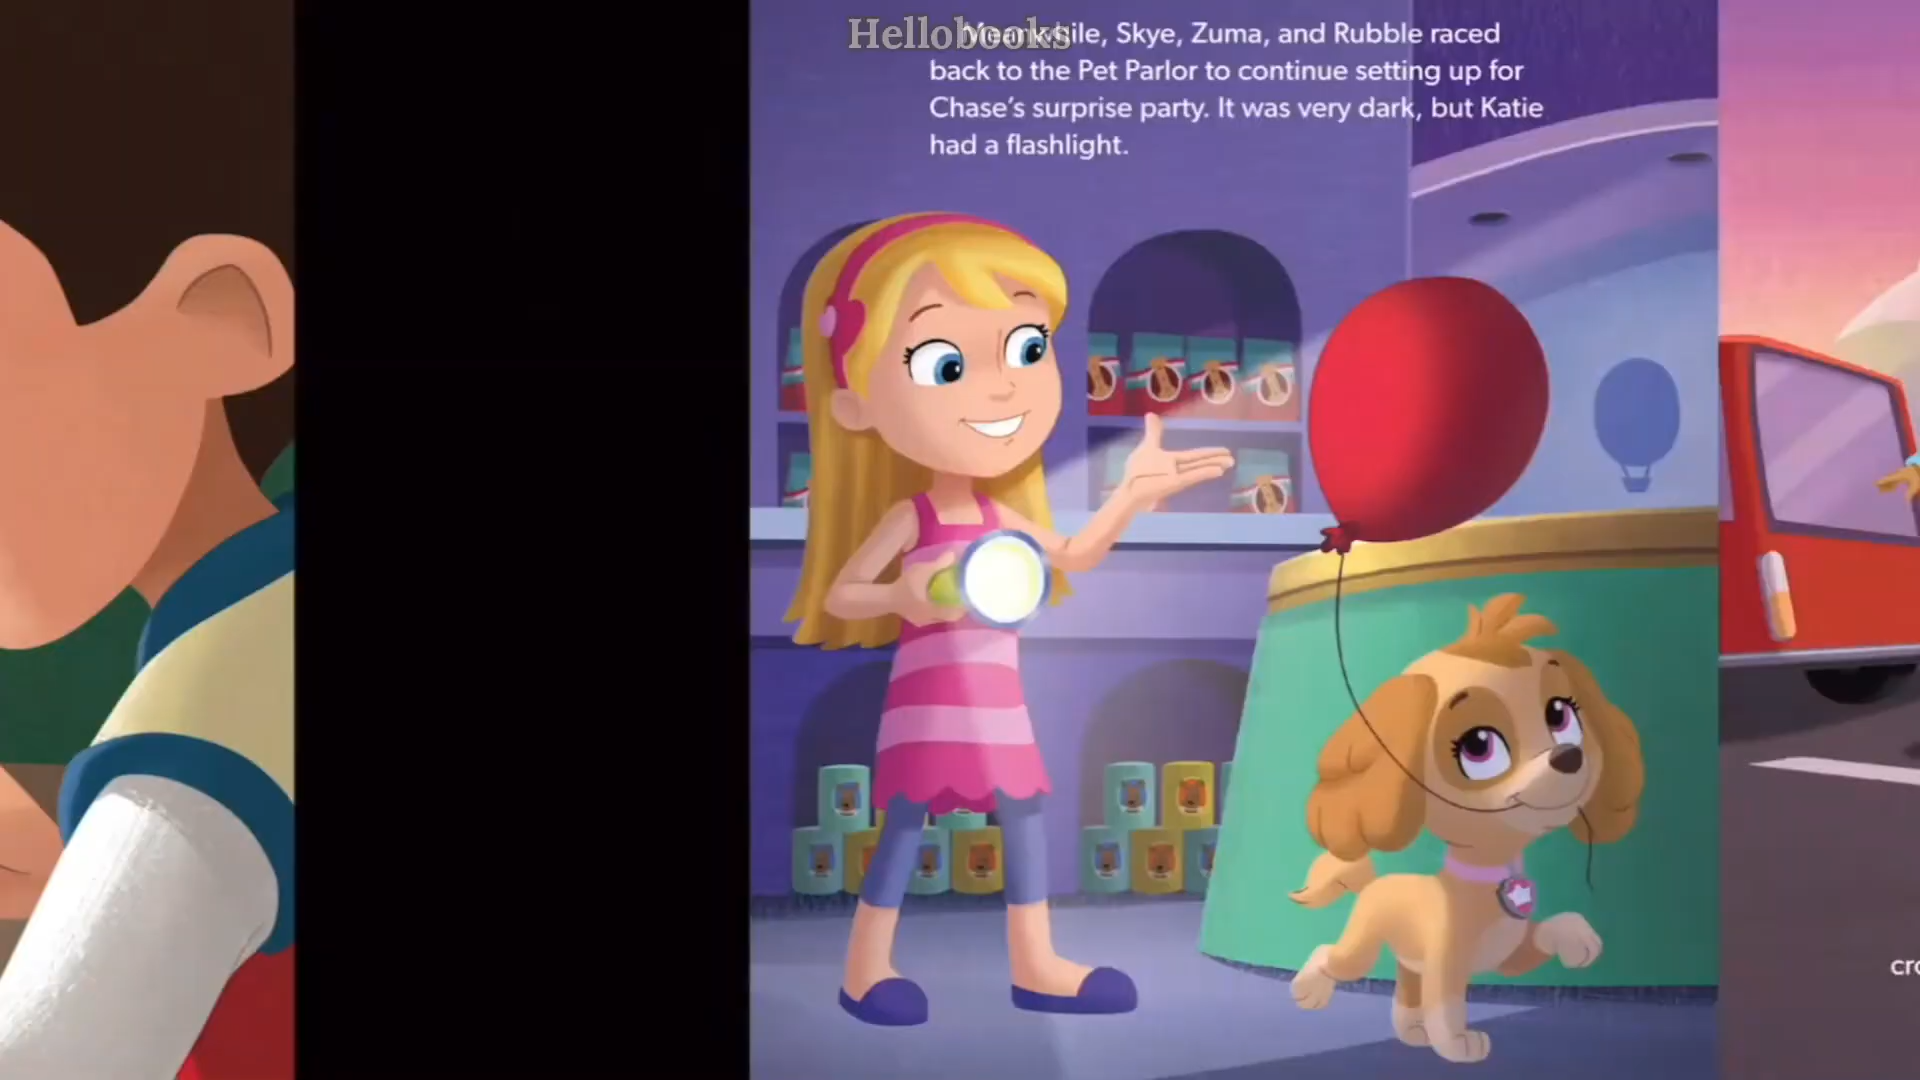 Hellobooks
Meanwhile, Skye, Zuma, and Rubble raced
back to the Pet Parlor to continue setting up for
Chase's surprise party. It was very dark, but Katie
had a flashlight.